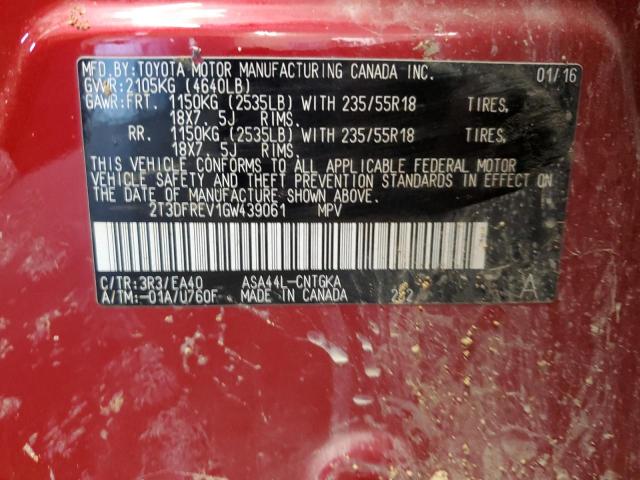 MFD. BY: TOYOTA MOTOR MANUFACTURING CANADA INC. 01/16
GVWR: 2105KG (4640LB)
GAWR: FRT. 1150KG (2535LB) WITH 235/55R18 TIRES,
18X7. 5J RIMS.
RR. 1150KG (2535LB) WITH 235/55R18 TIRES,
18X7. 5J RIMS.
THIS VEHICLE CONFORMS TO ALL APPLICABLE FEDERAL MOTOR
VEHICLE SAFETY AND THEFT PREVENTION STANDARDS IN EFFECT ON
THE DATE OF MANUFACTURE SHOWN ABOVE.
2T3DFREV1GW439061 MPV
C/TR: 3R3/EA40 ASA44L-CNTGKA
A/TM: -01A/U760F MADE IN CANADA A